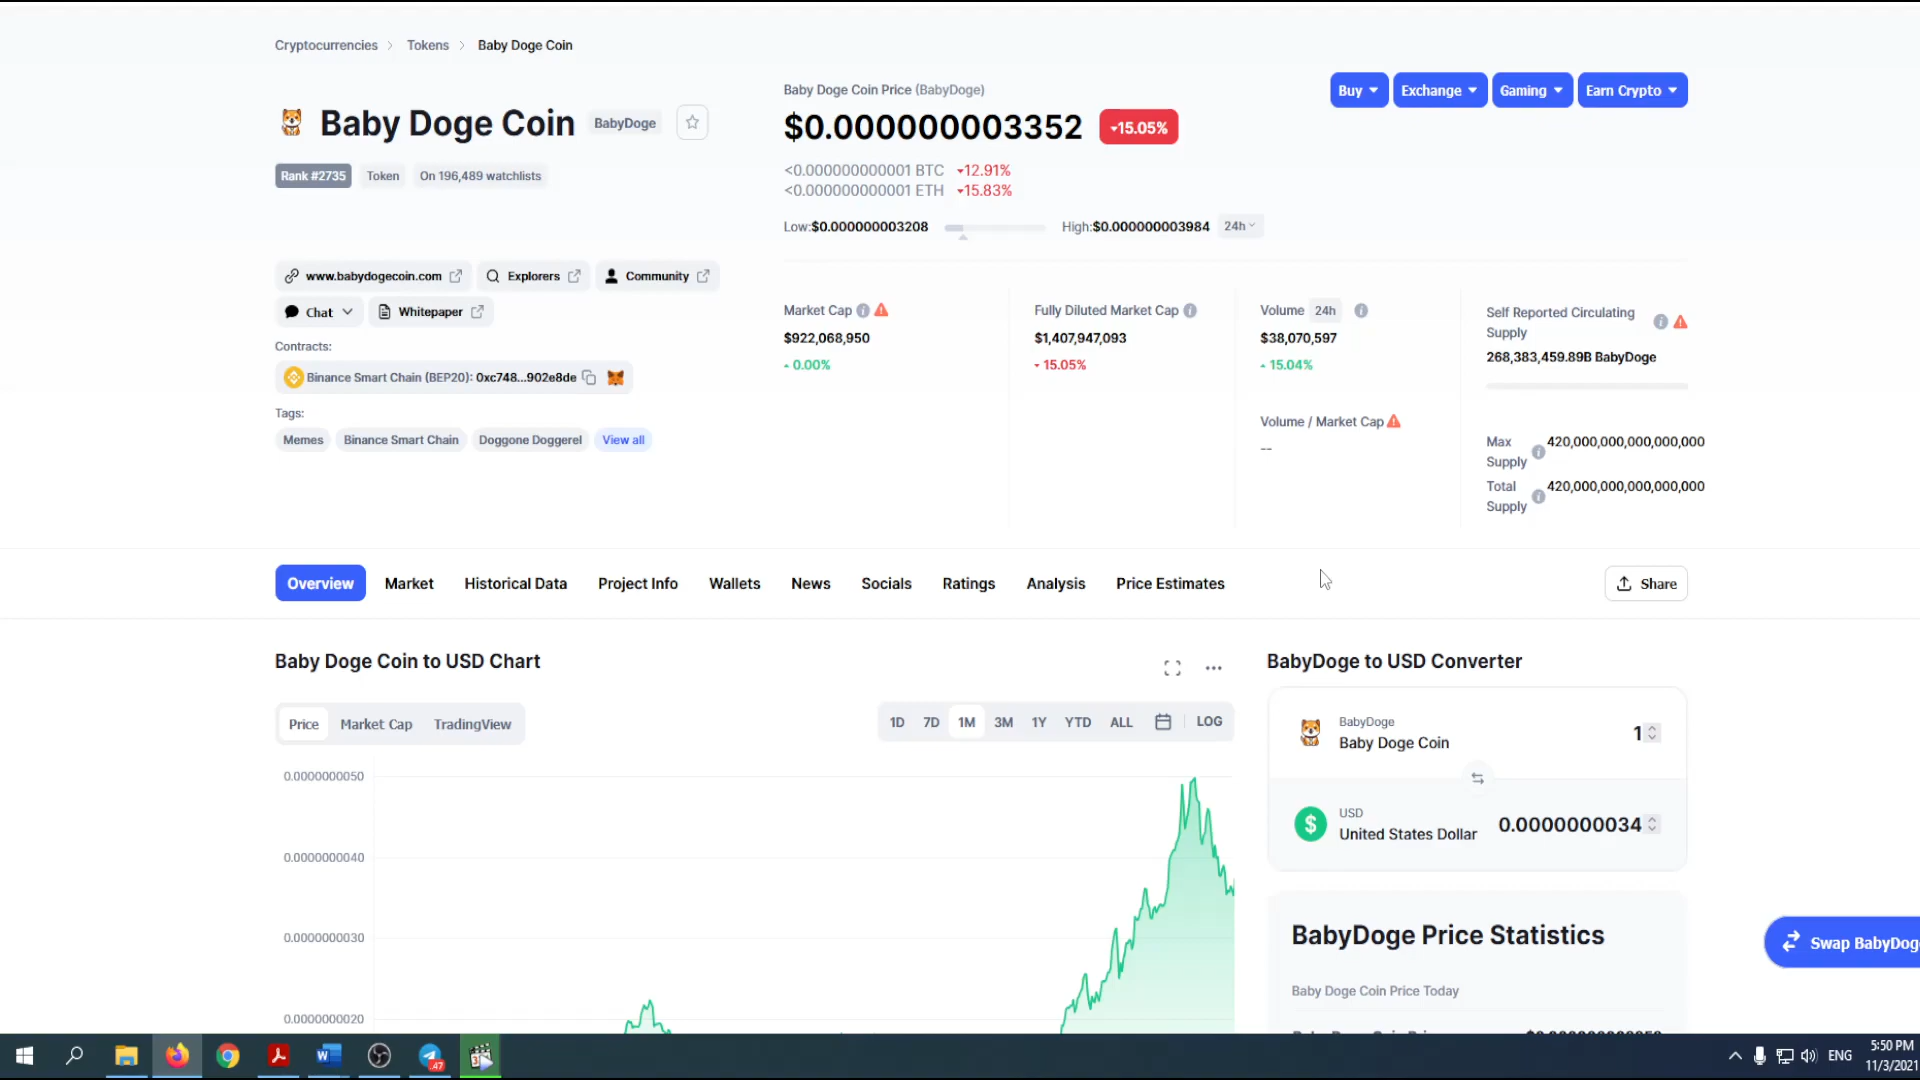 Cryptocurrencies > Tokens > Baby Doge Coin
Baby Doge Coin BabyDoge
Rank #2735 Token On 196,489 watchlists
www.babydogecoin.com Explorers Community
Chat Whitepaper
Contracts:
Binance Smart Chain (BEP20): 0xc748...902e8de
Tags:
Memes Binance Smart Chain Doggone Doggerel View all
Baby Doge Coin Price (BabyDoge)
$0.000000003352 15.05%
<0.000000000001 BTC 12.91%
<0.000000000001 ETH 15.83%
Low:$0.000000003208 High:$0.000000003984 24h
Buy Exchange Gaming Earn Crypto
Market Cap
$922,068,950
0.00%
Fully Diluted Market Cap
$1,407,947,093
15.05%
Volume 24h
$38,070,597
15.04%
Volume / Market Cap
--
Self Reported Circulating
Supply
268,383,459.89B BabyDoge
Max
Supply
420,000,000,000,000,000
Total
Supply
420,000,000,000,000,000
Overview Market Historical Data Project Info Wallets News Socials Ratings Analysis Price Estimates Share
Baby Doge Coin to USD Chart
Price Market Cap TradingView
1D 7D 1M 3M 1Y YTD ALL LOG
0.0000000050
0.0000000040
0.0000000030
0.0000000020
BabyDoge to USD Converter
BabyDoge
Baby Doge Coin 1
USD
United States Dollar 0.0000000034
BabyDoge Price Statistics
Baby Doge Coin Price Today
Swap BabyDoge
47
ENG
5:50 PM
11/3/2021